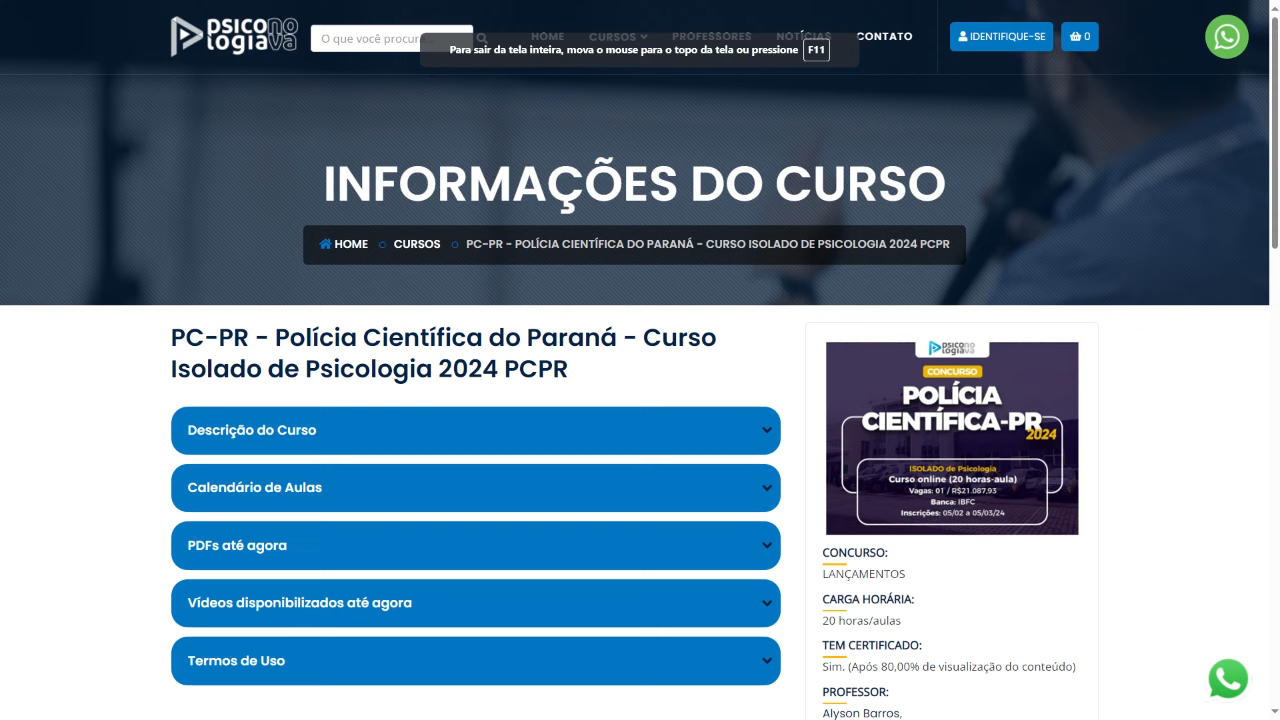 psico no
logia va
O que você procura...
HOME
CURSOS
PROFESSORES
NOTÍCIAS
CONTATO
IDENTIFIQUE-SE
0
Para sair da tela inteira, mova o mouse para o topo da tela ou pressione F11
INFORMAÇÕES DO CURSO
HOME
CURSOS
PC-PR - POLÍCIA CIENTÍFICA DO PARANÁ - CURSO ISOLADO DE PSICOLOGIA 2024 PCPR
PC-PR - Polícia Científica do Paraná - Curso
Isolado de Psicologia 2024 PCPR
Descrição do Curso
Calendário de Aulas
PDFs até agora
Vídeos disponibilizados até agora
Termos de Uso
psico no
logia va
CONCURSO
POLÍCIA
CIENTÍFICA-PR
2024
ISOLADO de Psicologia
Curso online (20 horas-aula)
Vagas: 01 / R$21.087,93
Banca: IBFC
Inscrições: 05/02 a 05/03/24
CONCURSO:
LANÇAMENTOS
CARGA HORÁRIA:
20 horas/aulas
TEM CERTIFICADO:
Sim. (Após 80,00% de visualização do conteúdo)
PROFESSOR:
Alyson Barros,